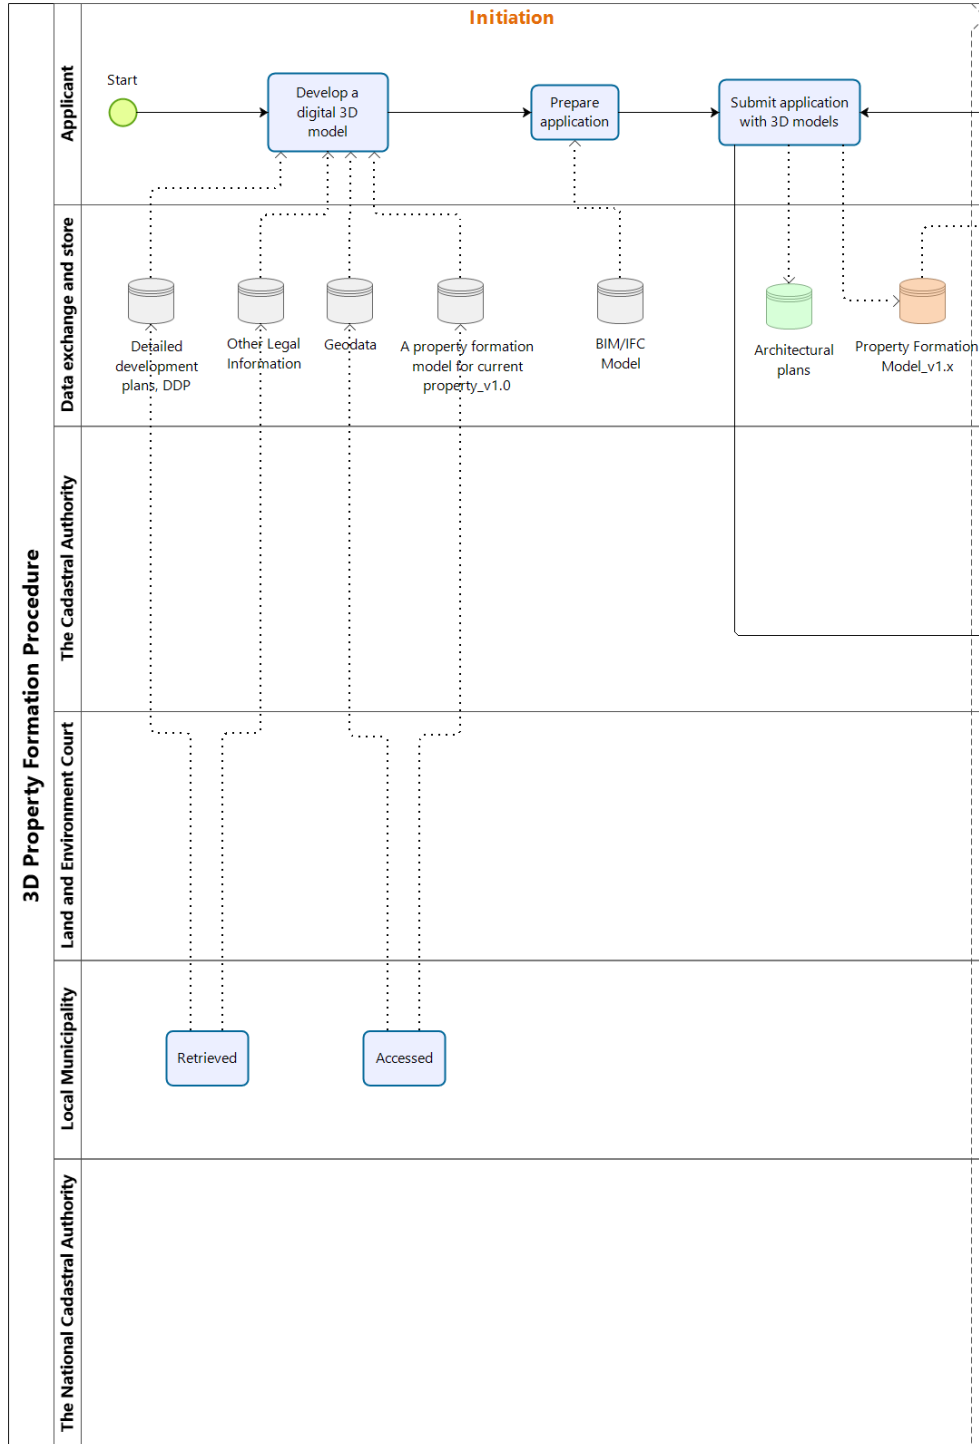 Initiation
3D Property Formation Procedure
Applicant
Start
Develop a
digital 3D
model
Prepare
application
Submit application
with 3D models
Data exchange and store
Detailed
development
plans, DDP
Other Legal
Information
Geodata
A property formation
model for current
property_v1.0
BIM/IFC
Model
Architectural
plans
Property Formation
Model_v1.x
The Cadastral Authority
Land and Environment Court
Local Municipality
Retrieved
Accessed
The National Cadastral Authority